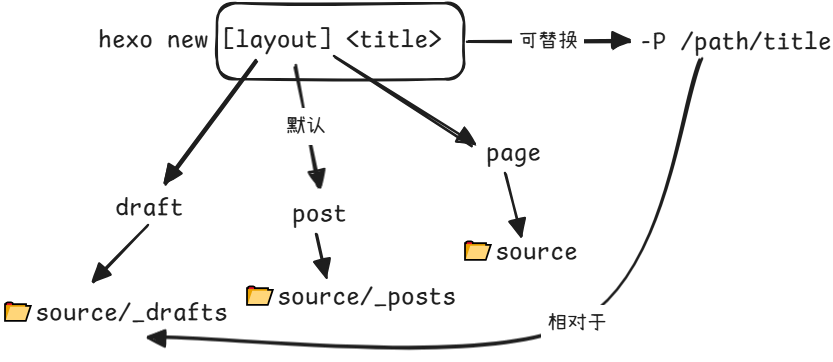 hexo new [layout] <title> 可替换 -P /path/title
默认
page
draft
post
source
source/_drafts
source/_posts
相对于